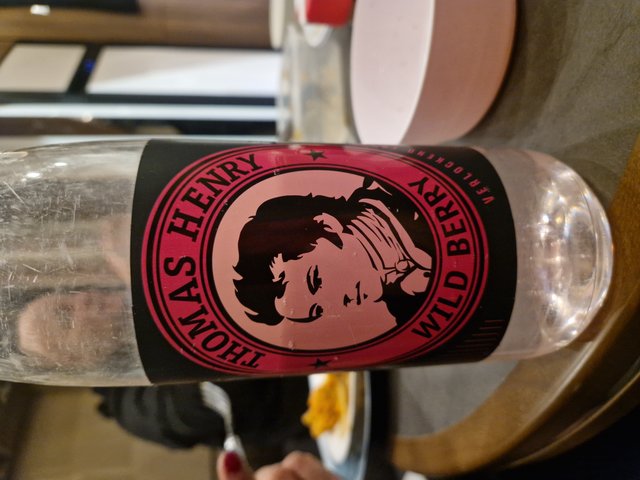 THOMAS HENRY
WILD BERRY
VERLOCKEND